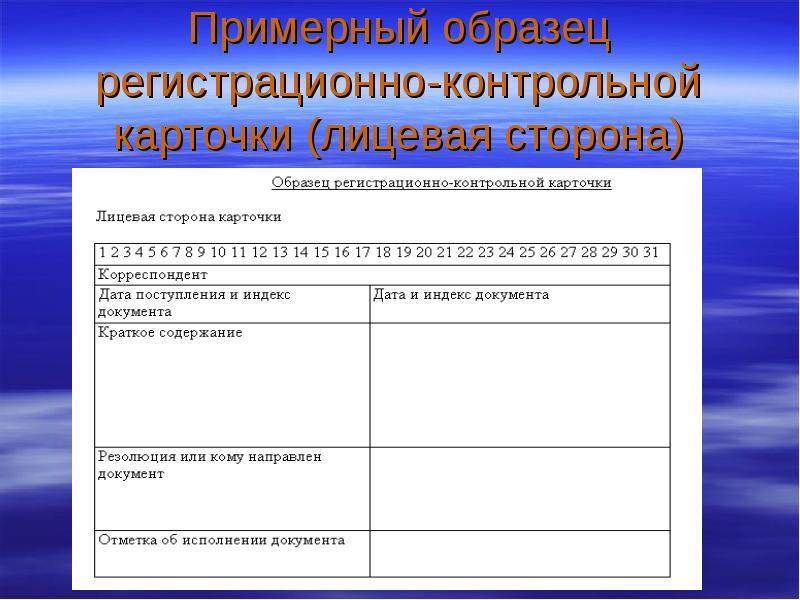 Примерный образец
регистрационно-контрольной
карточки (лицевая сторона)
Образец регистрационно-контрольной карточки
Лицевая сторона карточки
1 2 3 4 5 6 7 8 9 10 11 12 13 14 15 16 17 18 19 20 21 22 23 24 25 26 27 28 29 30 31
Корреспондент
Дата поступления и индекс
документа
Дата и индекс документа
Краткое содержание
Резолюция или кому направлен
документ
Отметка об исполнении документа